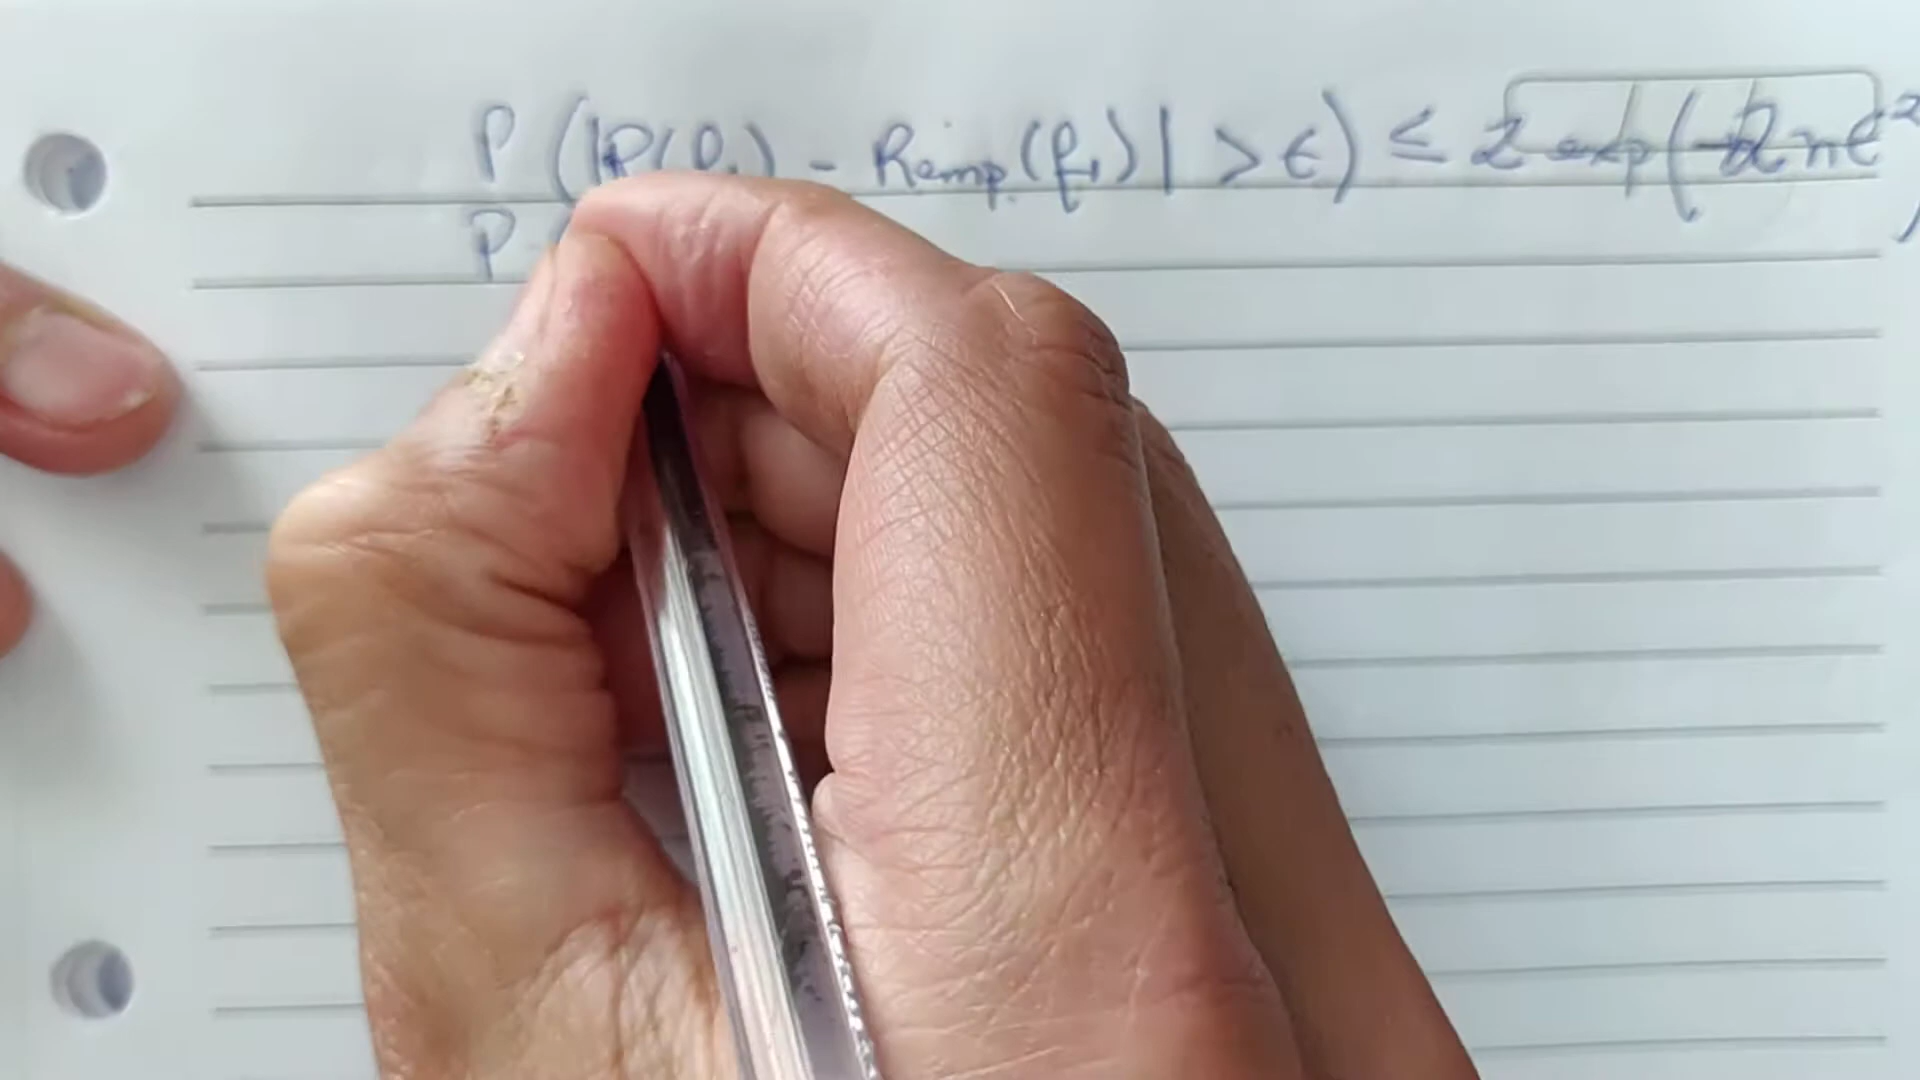 P (|R(f₁) - Remp.(f₁)| > ϵ) ≤ 2 exp(-2nϵ²)
P (